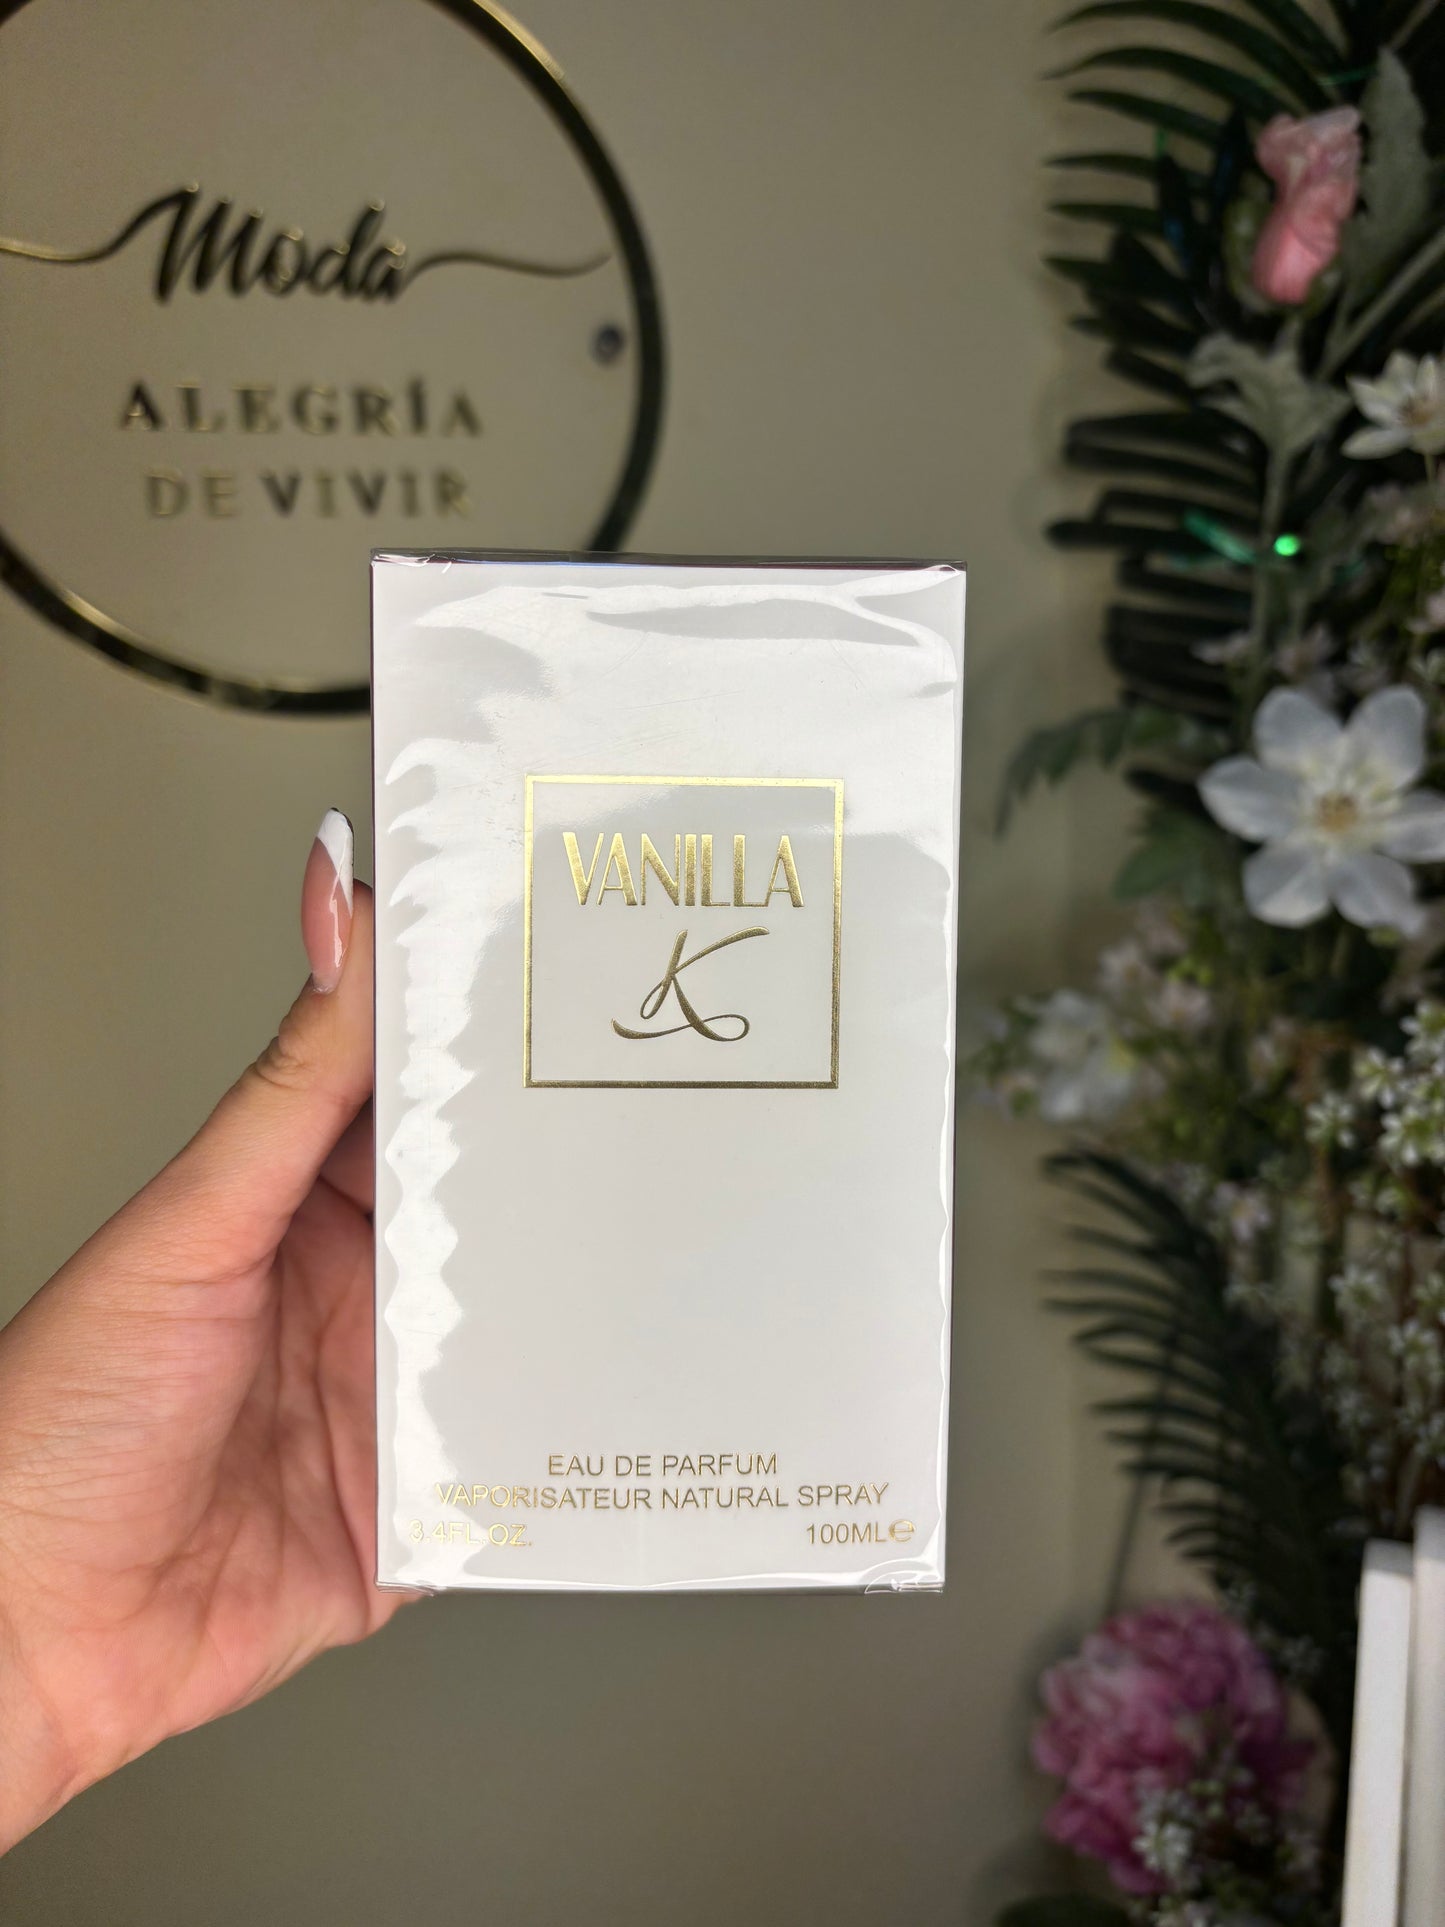 Moda
ALEGRÍA
DE VIVIR
VANILLA
K
EAU DE PARFUM
VAPORISATEUR NATURAL SPRAY
3.4FL.OZ.
100ML℮